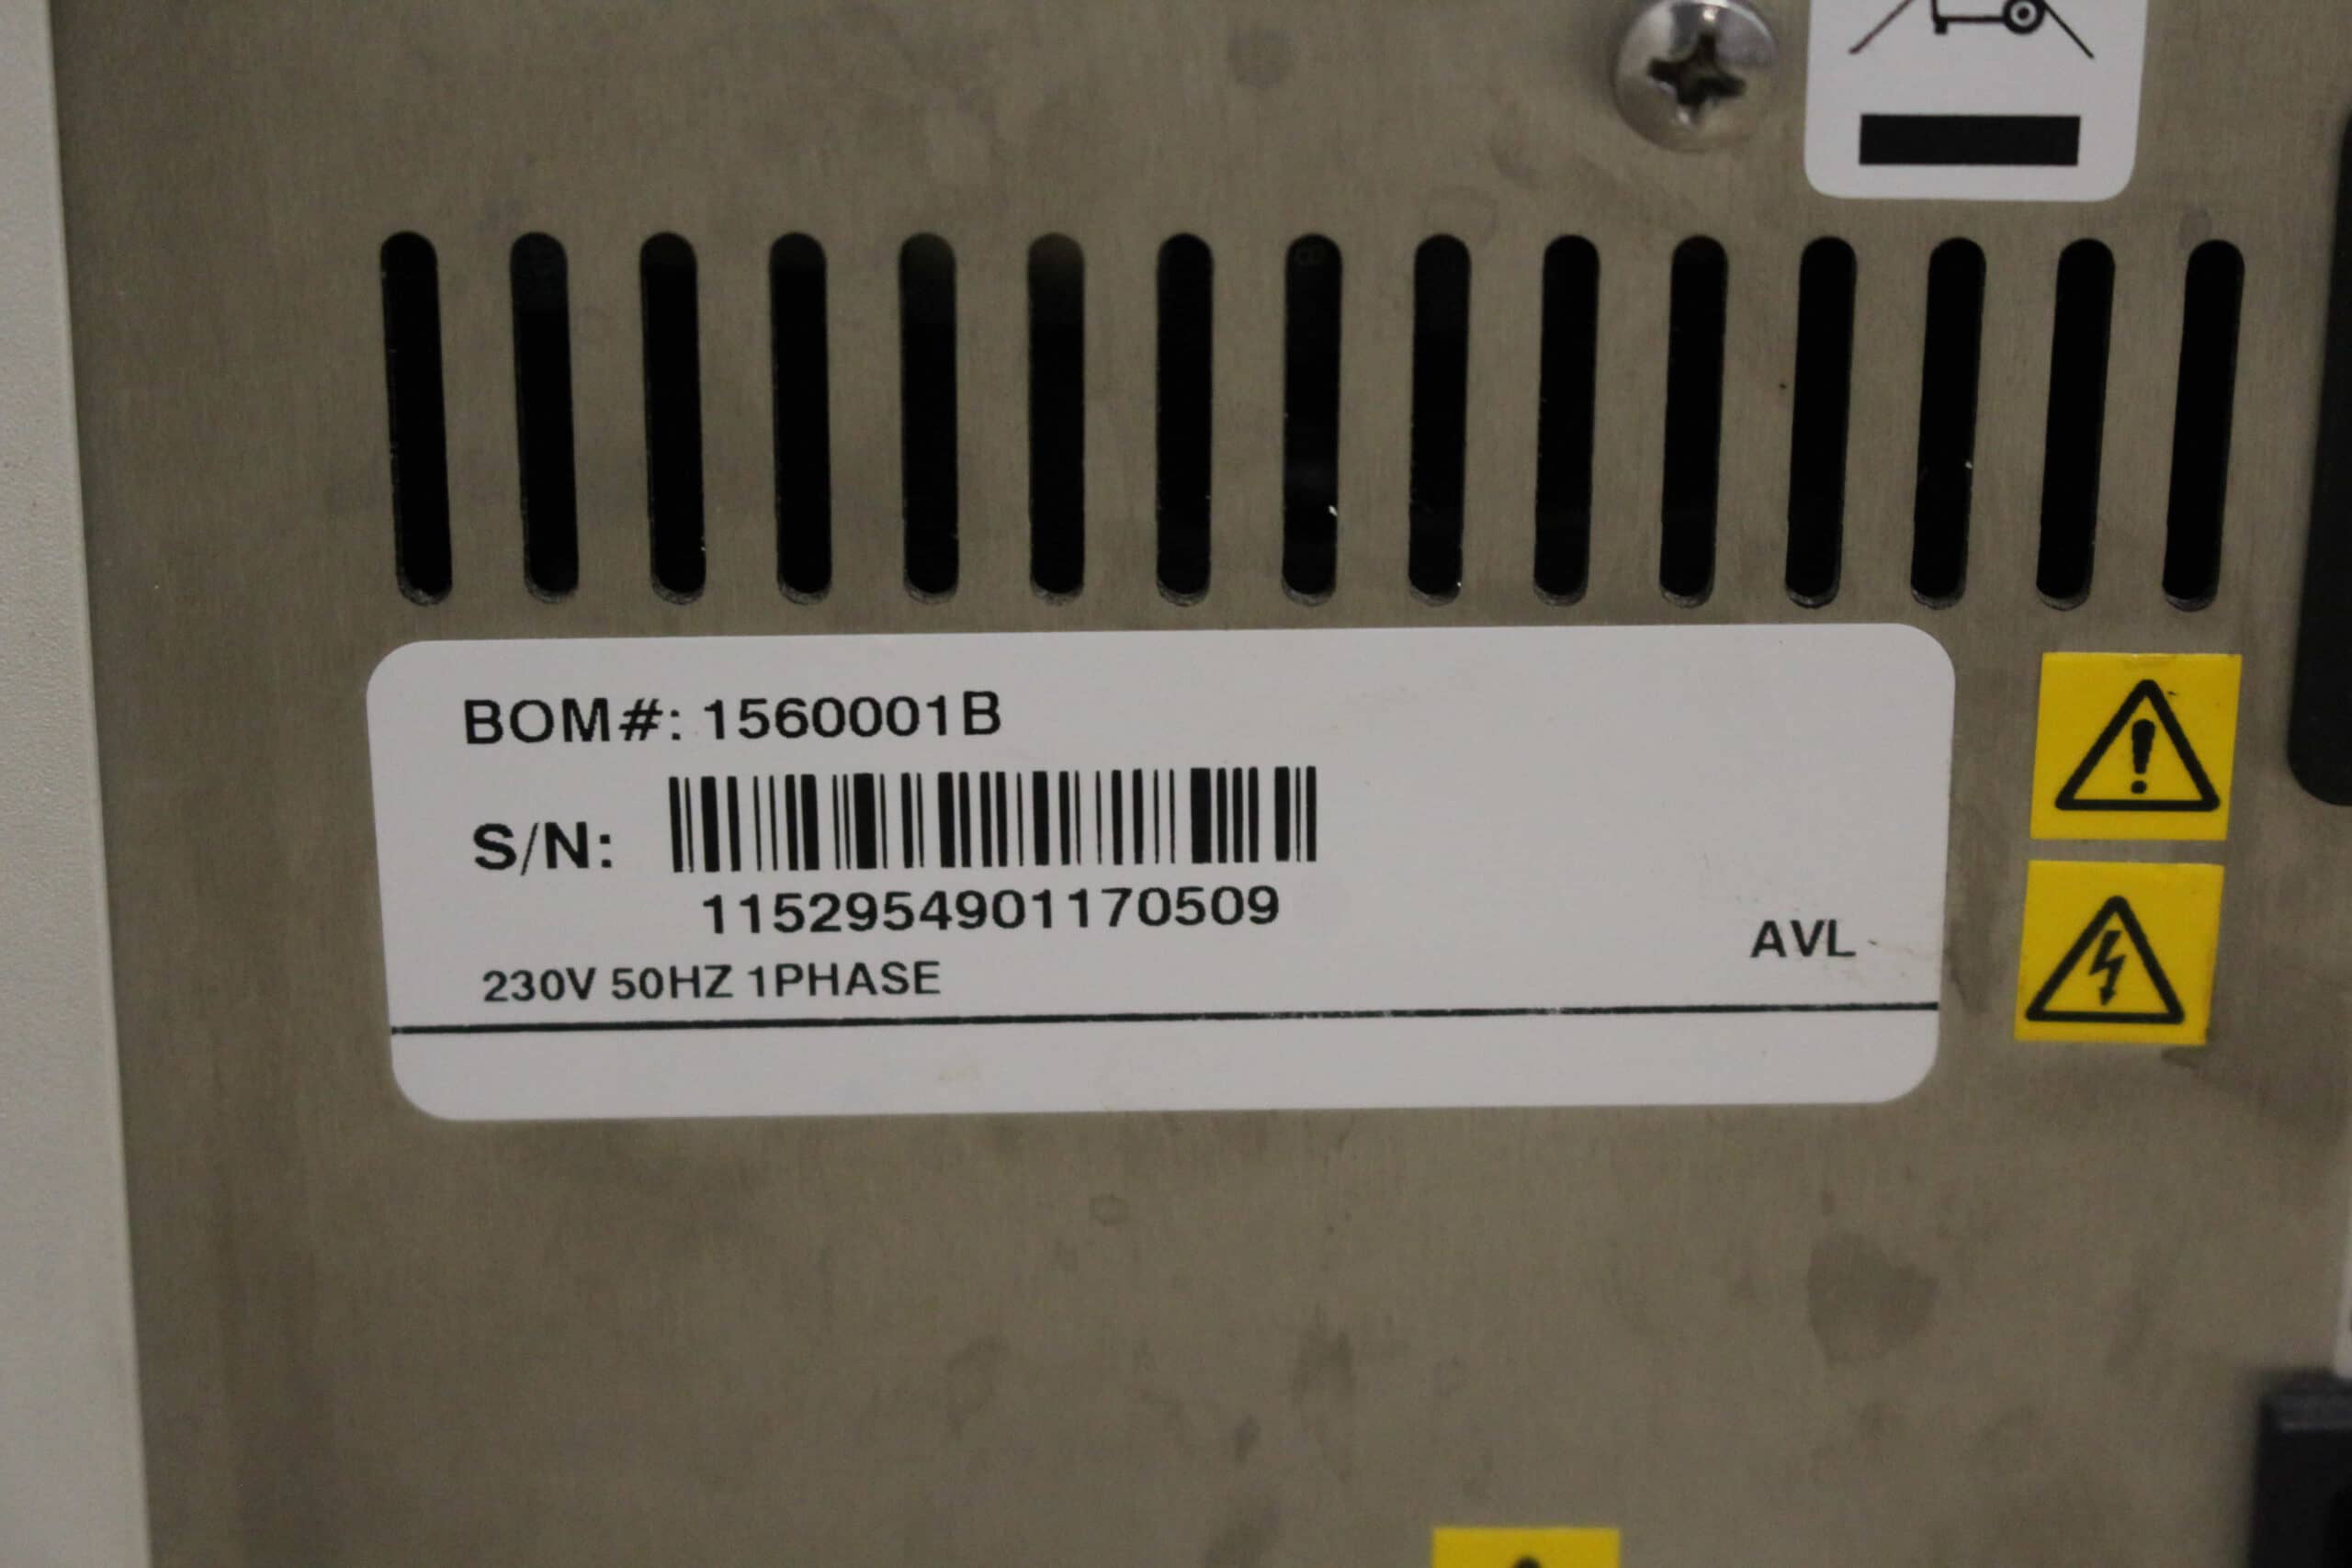 BOM#: 1560001B
S/N:
1152954901170509
230V 50HZ 1PHASE
AVL